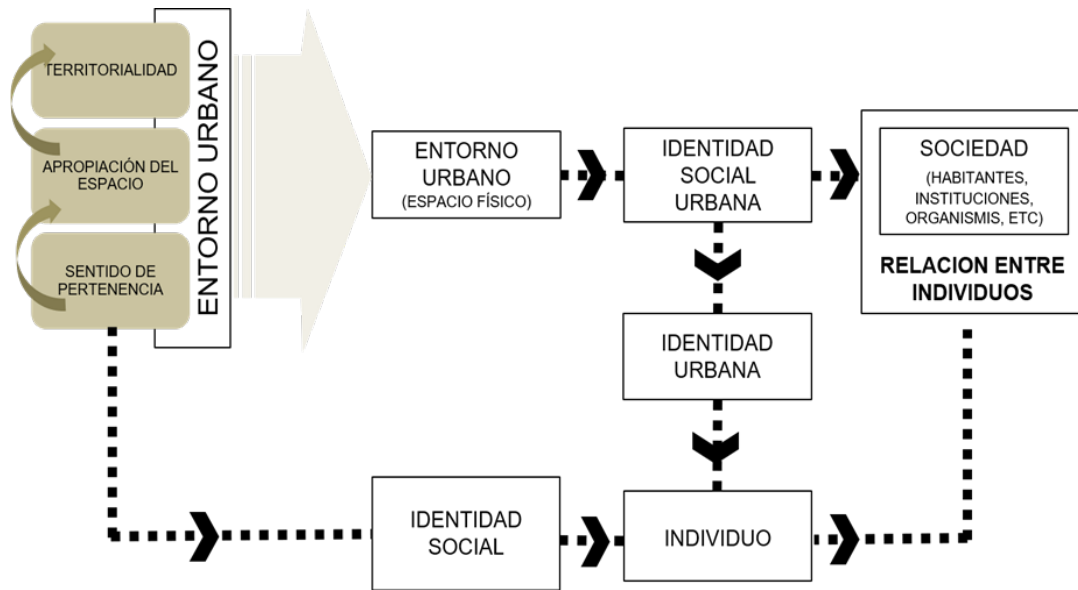 TERRITORIALIDAD
APROPIACIÓN DEL
ESPACIO
SENTIDO DE
PERTENENCIA
ENTORNO URBANO
ENTORNO
URBANO
(ESPACIO FÍSICO)
IDENTIDAD
SOCIAL
URBANA
SOCIEDAD
(HABITANTES,
INSTITUCIONES,
ORGANISMIS, ETC)
RELACION ENTRE
INDIVIDUOS
IDENTIDAD
URBANA
IDENTIDAD
SOCIAL
INDIVIDUO